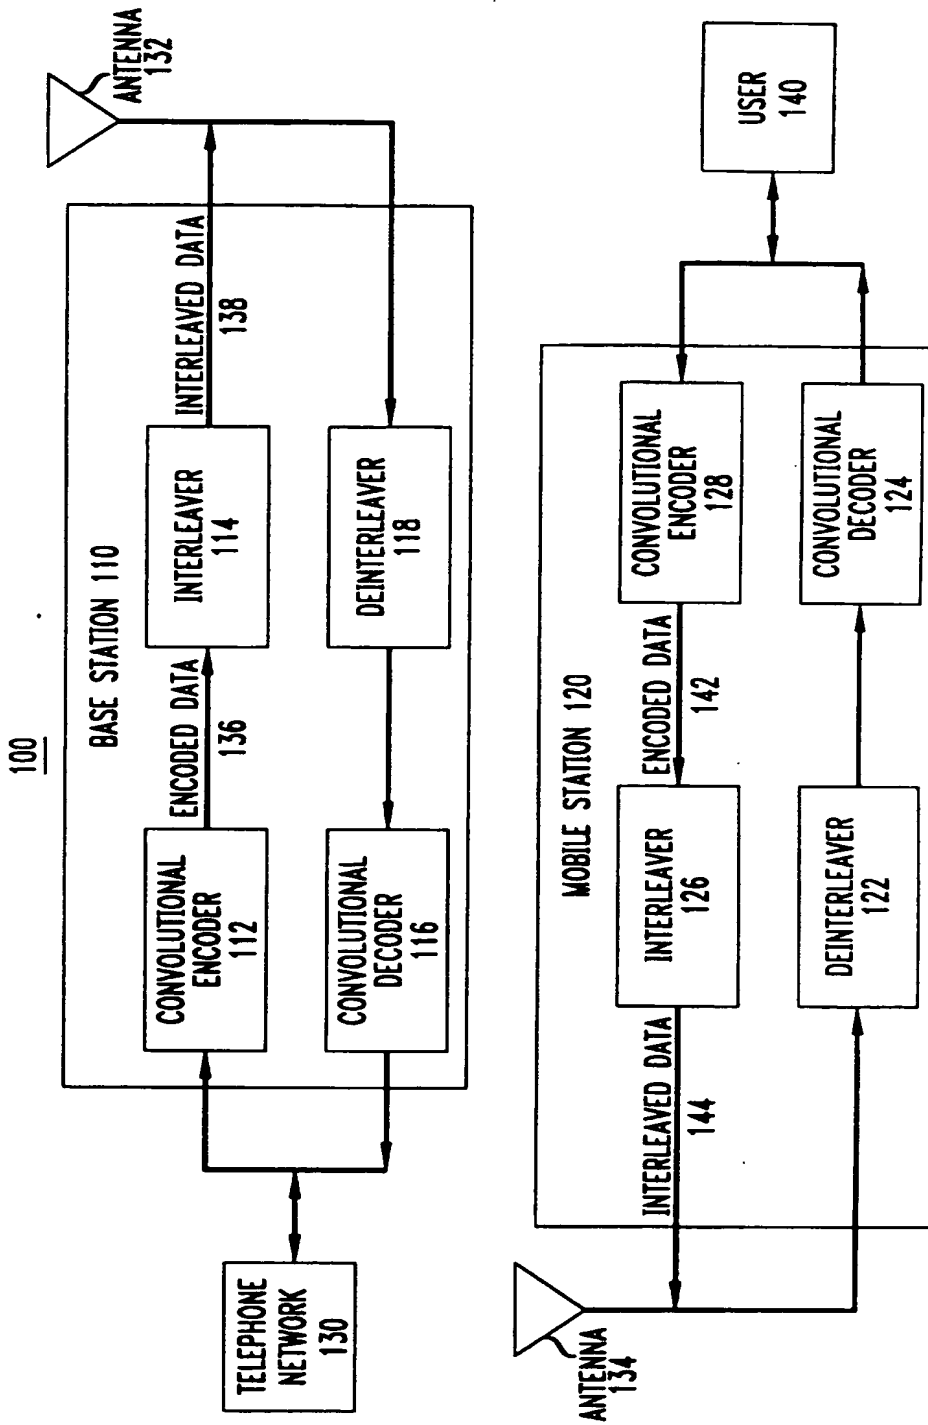 100
BASE STATION 110
CONVOLUTIONAL
ENCODER
112
ENCODED DATA
136
INTERLEAVER
114
INTERLEAVED DATA
138
ANTENNA
132
TELEPHONE
NETWORK
130
CONVOLUTIONAL
DECODER
116
DEINTERLEAVER
118
MOBILE STATION 120
ANTENNA
134
INTERLEAVED DATA
144
INTERLEAVER
126
ENCODED DATA
142
CONVOLUTIONAL
ENCODER
128
USER
140
DEINTERLEAVER
122
CONVOLUTIONAL
DECODER
124